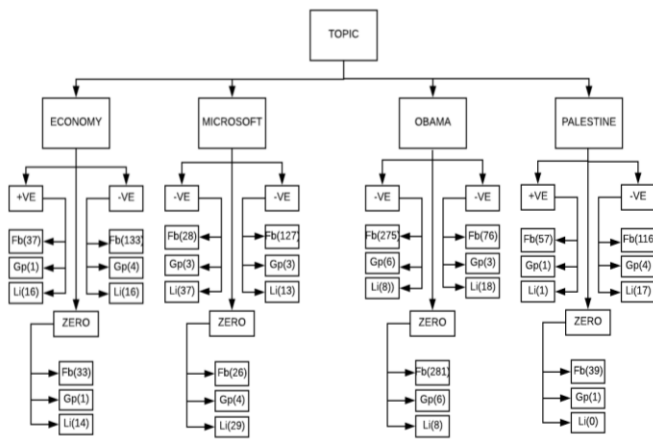 TOPIC
ECONOMY
MICROSOFT
OBAMA
PALESTINE
+VE
-VE
-VE
-VE
-VE
-VE
+VE
-VE
Fb(37)
Fb(133)
Fb(28)
Fb(127)
Fb(275)
Fb(76)
Fb(57)
Fb(116)
Gp(1)
Gp(4)
Gp(3)
Gp(3)
Gp(6)
Gp(3)
Gp(1)
Gp(4)
Li(16)
Li(16)
Li(37)
Li(13)
Li(8))
Li(18)
Li(1)
Li(17)
ZERO
ZERO
ZERO
ZERO
Fb(33)
Fb(26)
Fb(281)
Fb(39)
Gp(1)
Gp(4)
Gp(6)
Gp(1)
Li(14)
Li(29)
Li(8)
Li(0)